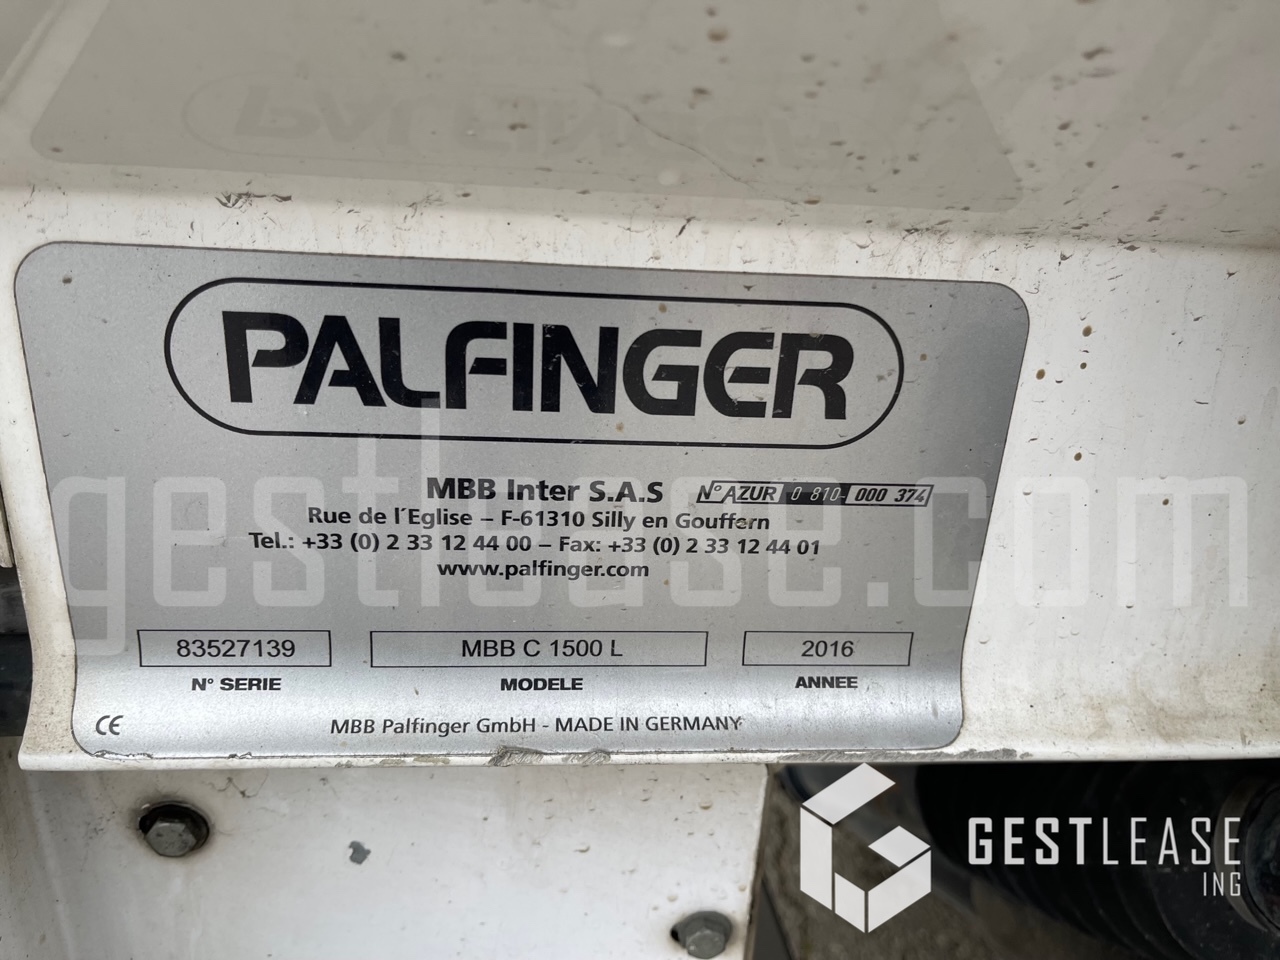 PALFINGER
MBB Inter S.A.S N° AZUR 0 810 000 374
Rue de l'Eglise – F-61310 Silly en Gouffern
Tel.: +33 (0) 2 33 12 44 00 – Fax: +33 (0) 2 33 12 44 01
www.palfinger.com
gestlease.com
83527139 MBB C 1500 L 2016
N° SERIE MODELE ANNEE
CE MBB Palfinger GmbH - MADE IN GERMANY
GESTLEASE
ING